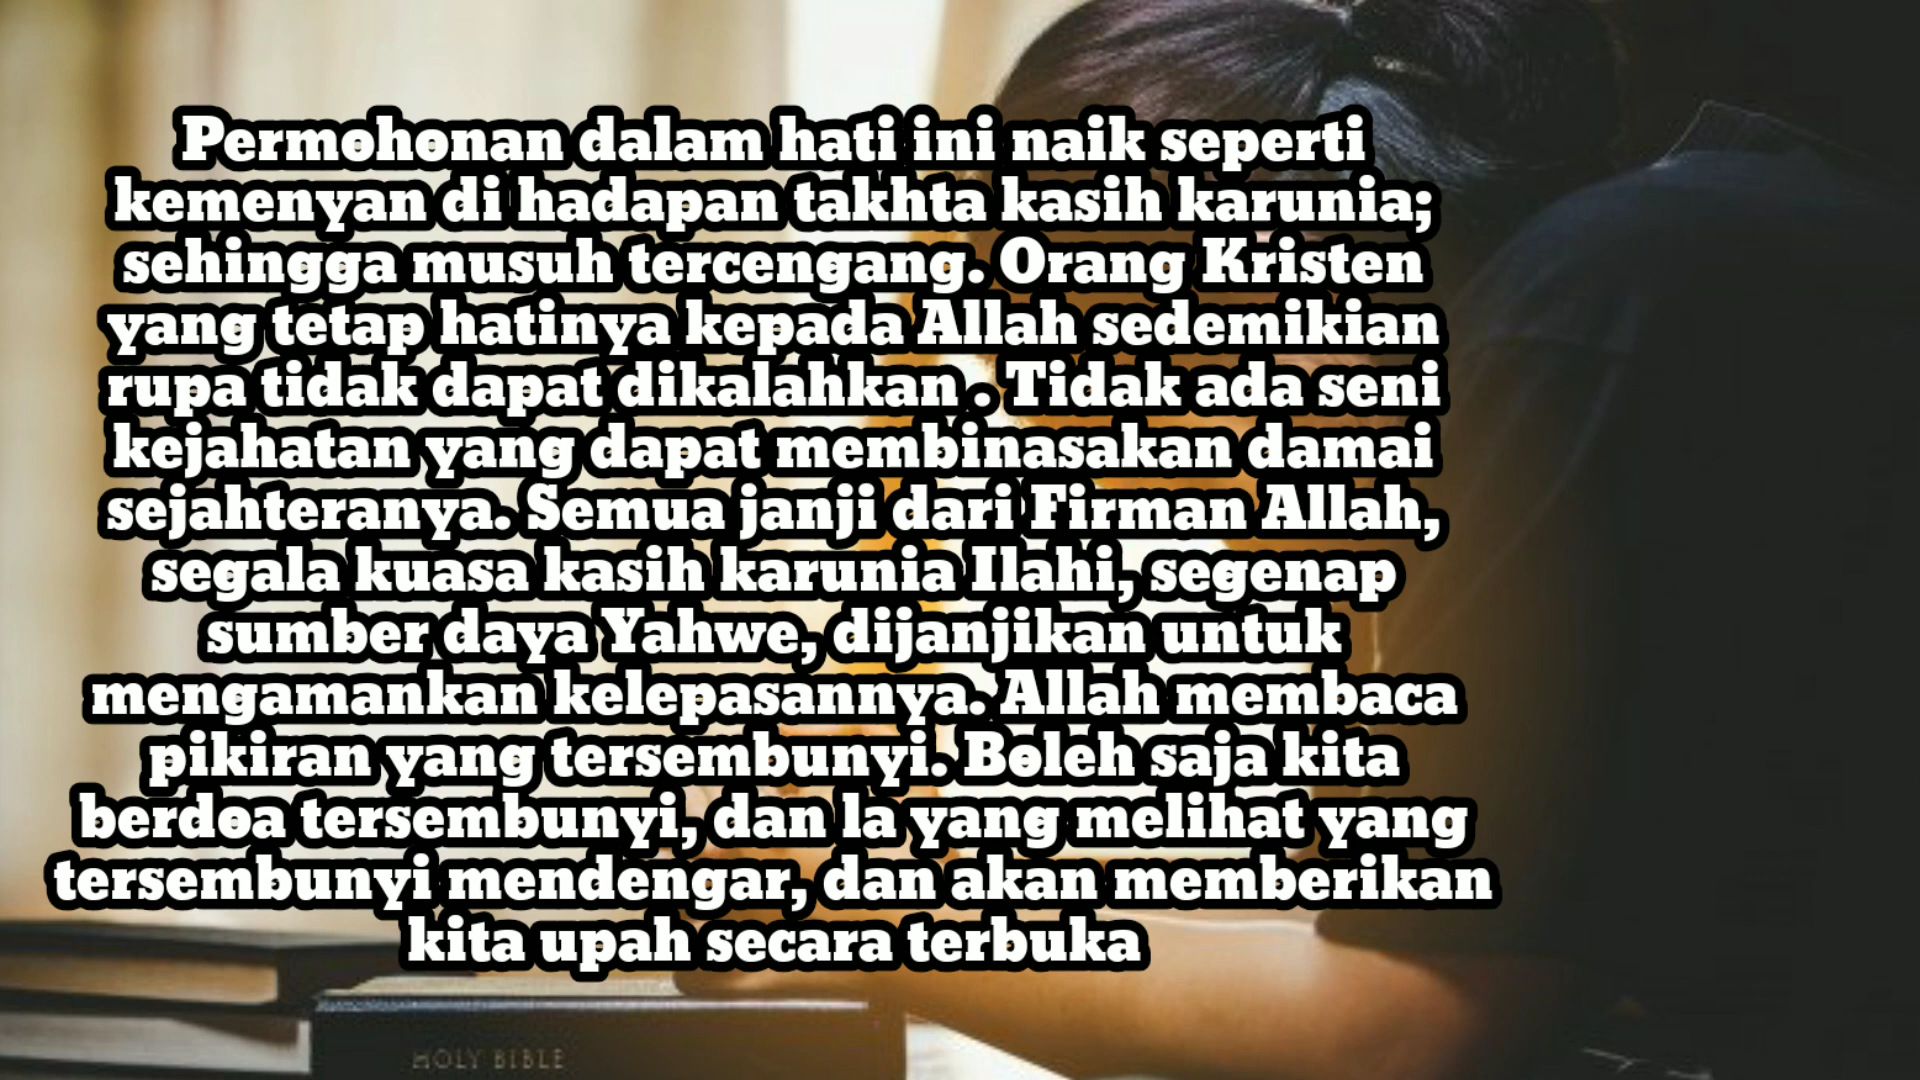 Permohonan dalam hati ini naik seperti
kemenyan di hadapan takhta kasih karunia;
sehingga musuh tercengang. Orang Kristen
yang tetap hatinya kepada Allah sedemikian
rupa tidak dapat dikalahkan . Tidak ada seni
kejahatan yang dapat membinasakan damai
sejahteranya. Semua janji dari Firman Allah,
segala kuasa kasih karunia Ilahi, segenap
sumber daya Yahwe, dijanjikan untuk
mengamankan kelepasannya. Allah membaca
pikiran yang tersembunyi. Boleh saja kita
berdoa tersembunyi, dan la yang melihat yang
tersembunyi mendengar, dan akan memberikan
kita upah secara terbuka
HOLY BIBLE